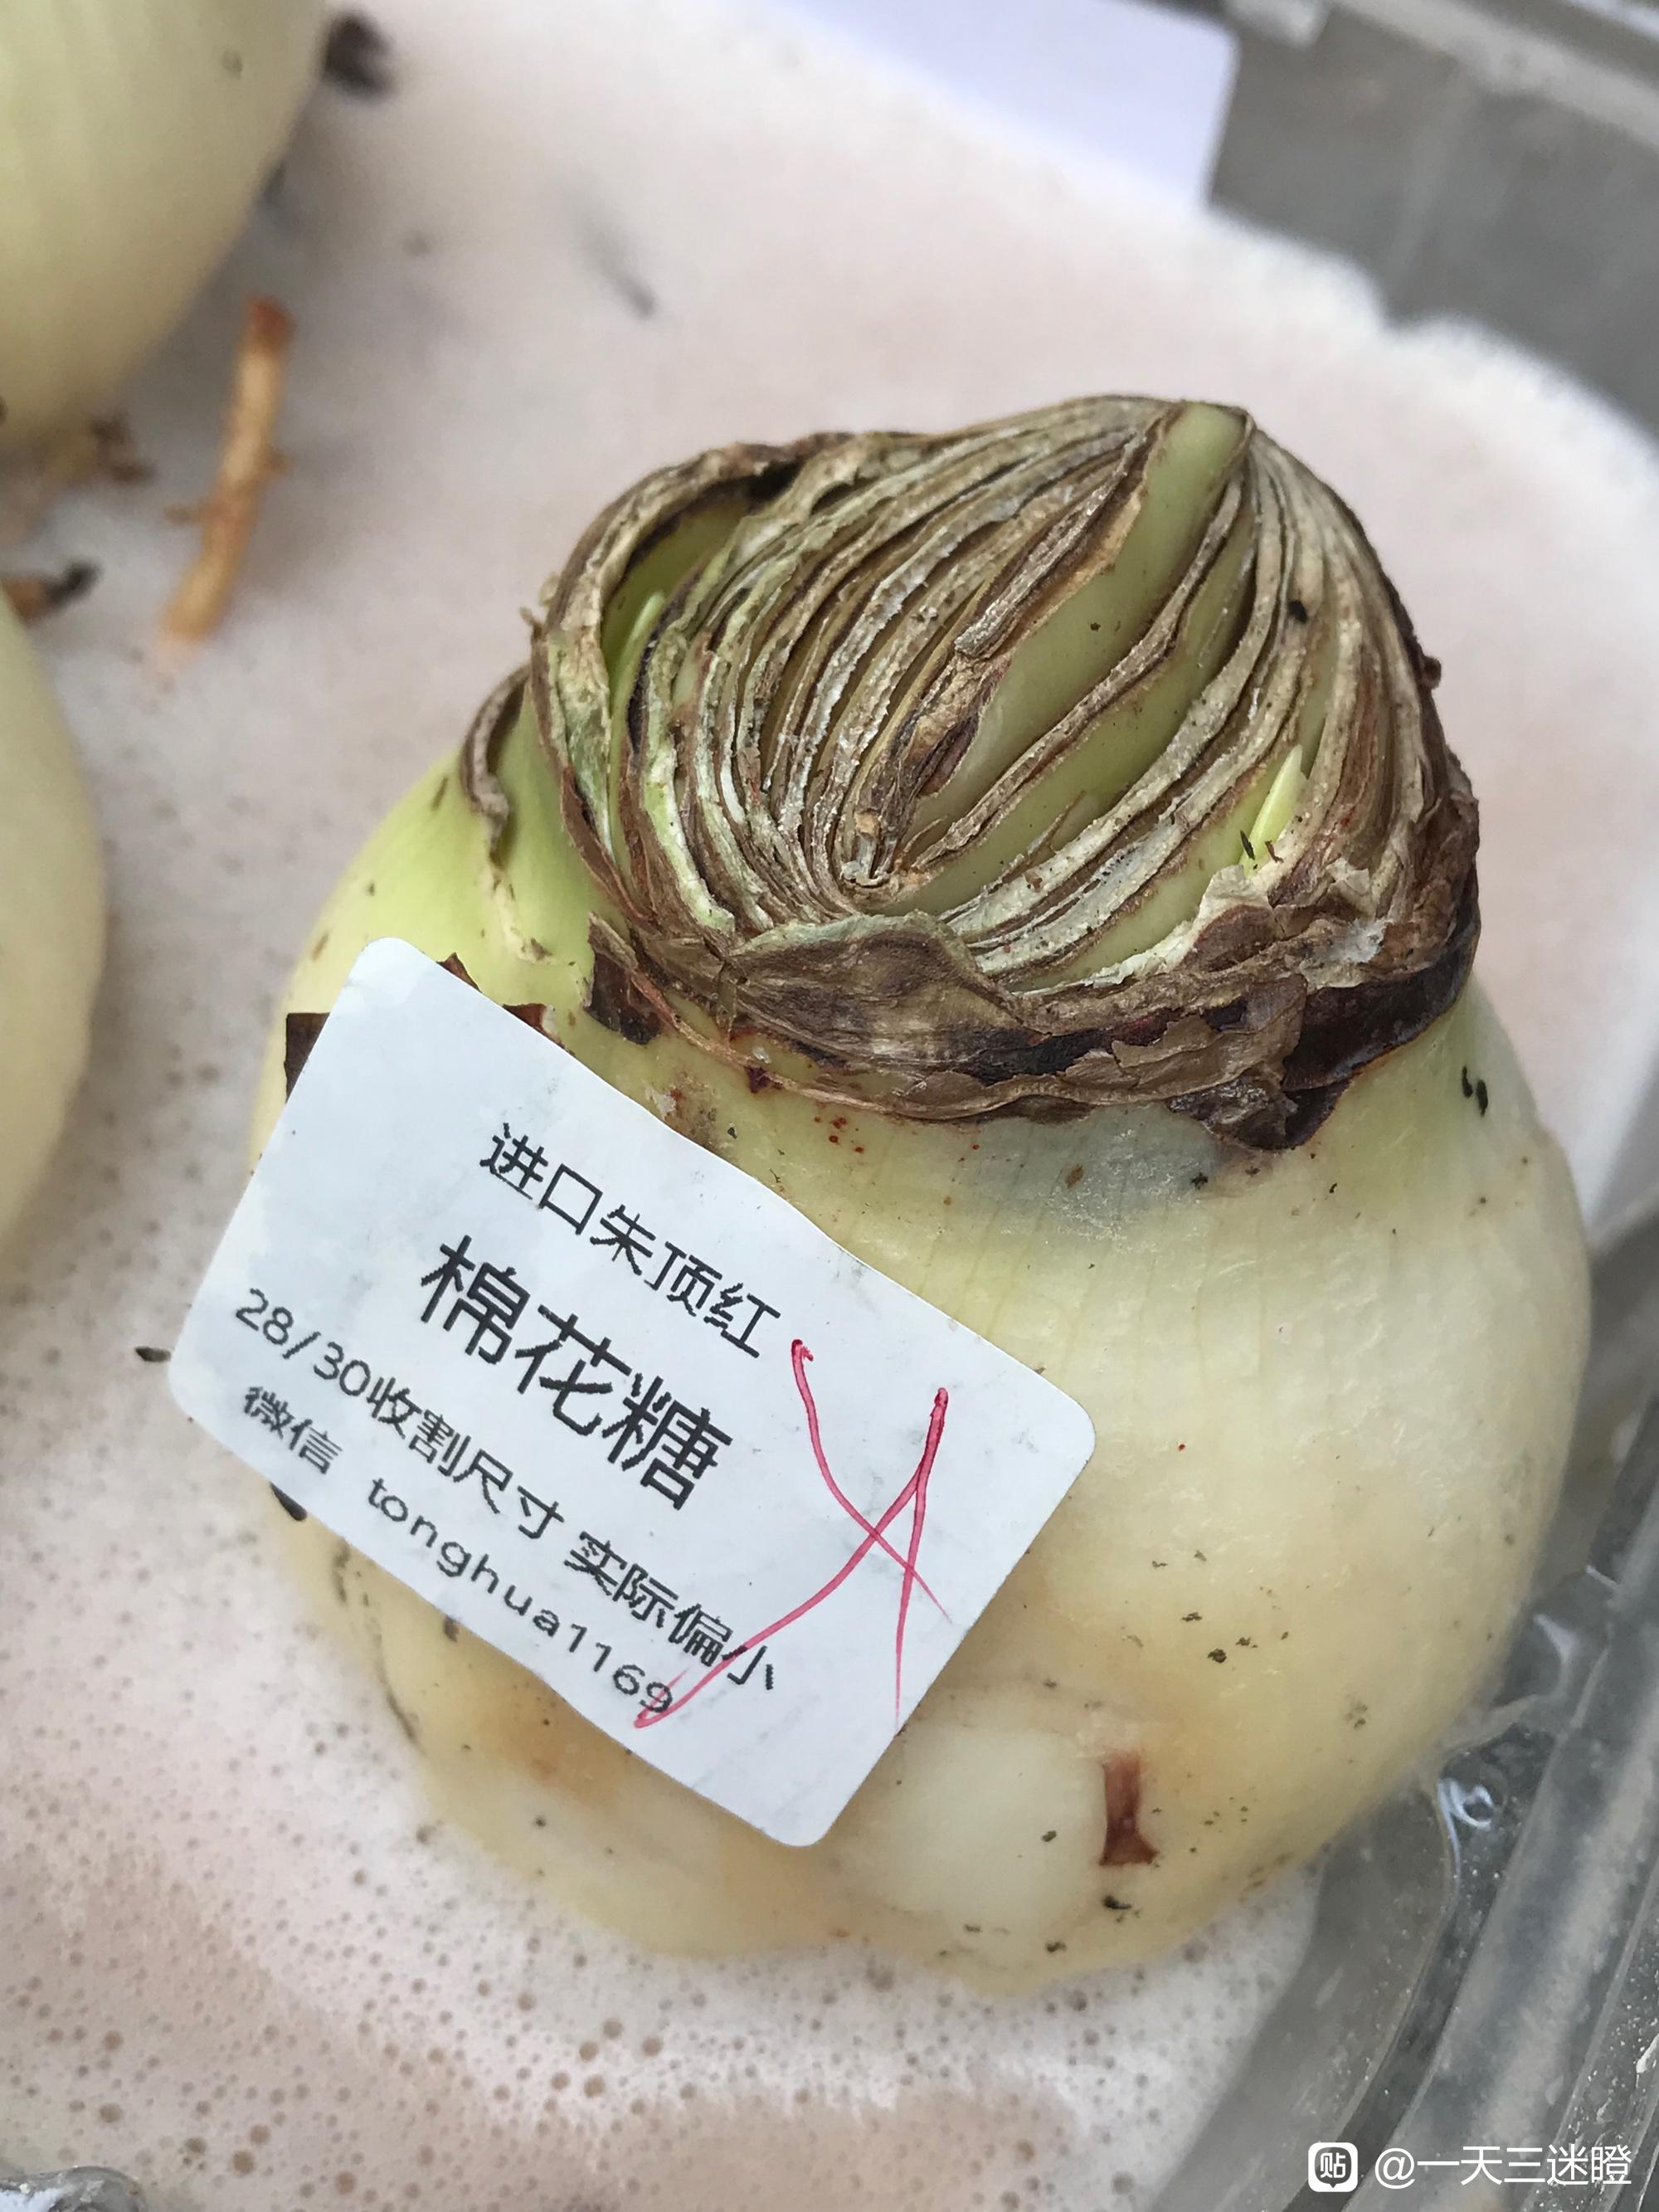 进口朱顶红
棉花糖
28/30收割尺寸 实际偏小
微信 tonghua1169
贴 @一天三迷瞪